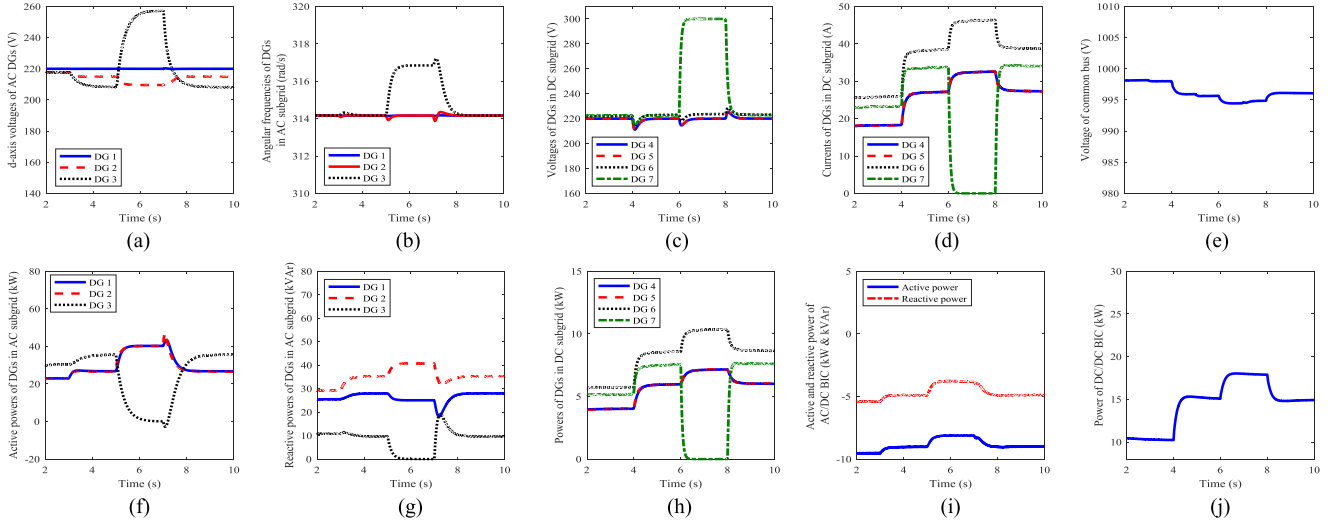 d-axis voltages of AC DGs (V)
260
240
220
200
180
160
140
DG 1
DG 2
DG 3
2 4 6 8 10
Time (s)
(a)
Angular frequencies of DGs
in AC subgrid (rad/s)
320
318
316
314
312
310
DG 1
DG 2
DG 3
2 4 6 8 10
Time (s)
(b)
Voltages of DGs in DC subgrid (V)
300
280
260
240
220
200
180
160
DG 4
DG 5
DG 6
DG 7
2 4 6 8 10
Time (s)
(c)
Currents of DGs in DC subgrid (A)
50
40
30
20
10
0
DG 4
DG 5
DG 6
DG 7
2 4 6 8 10
Time (s)
(d)
Voltage of common bus (V)
1005
1000
995
990
985
980
2 4 6 8 10
Time (s)
(e)
Active powers of DGs in AC subgrid (kW)
80
60
40
20
0
-20
DG 1
DG 2
DG 3
2 4 6 8 10
Time (s)
(f)
Reactive powers of DGs in AC subgrid (kVAr)
80
70
60
50
40
30
20
10
0
DG 1
DG 2
DG 3
2 4 6 8 10
Time (s)
(g)
Powers of DGs in DC subgrid (kW)
15
10
5
0
DG 4
DG 5
DG 6
DG 7
2 4 6 8 10
Time (s)
(h)
Active and reactive power of
AC/DC BIC (kW & kVAr)
5
0
-5
-10
Active power
Reactive power
2 4 6 8 10
Time (s)
(i)
Power of DC/DC BIC (kW)
30
25
20
15
10
2 4 6 8 10
Time (s)
(j)